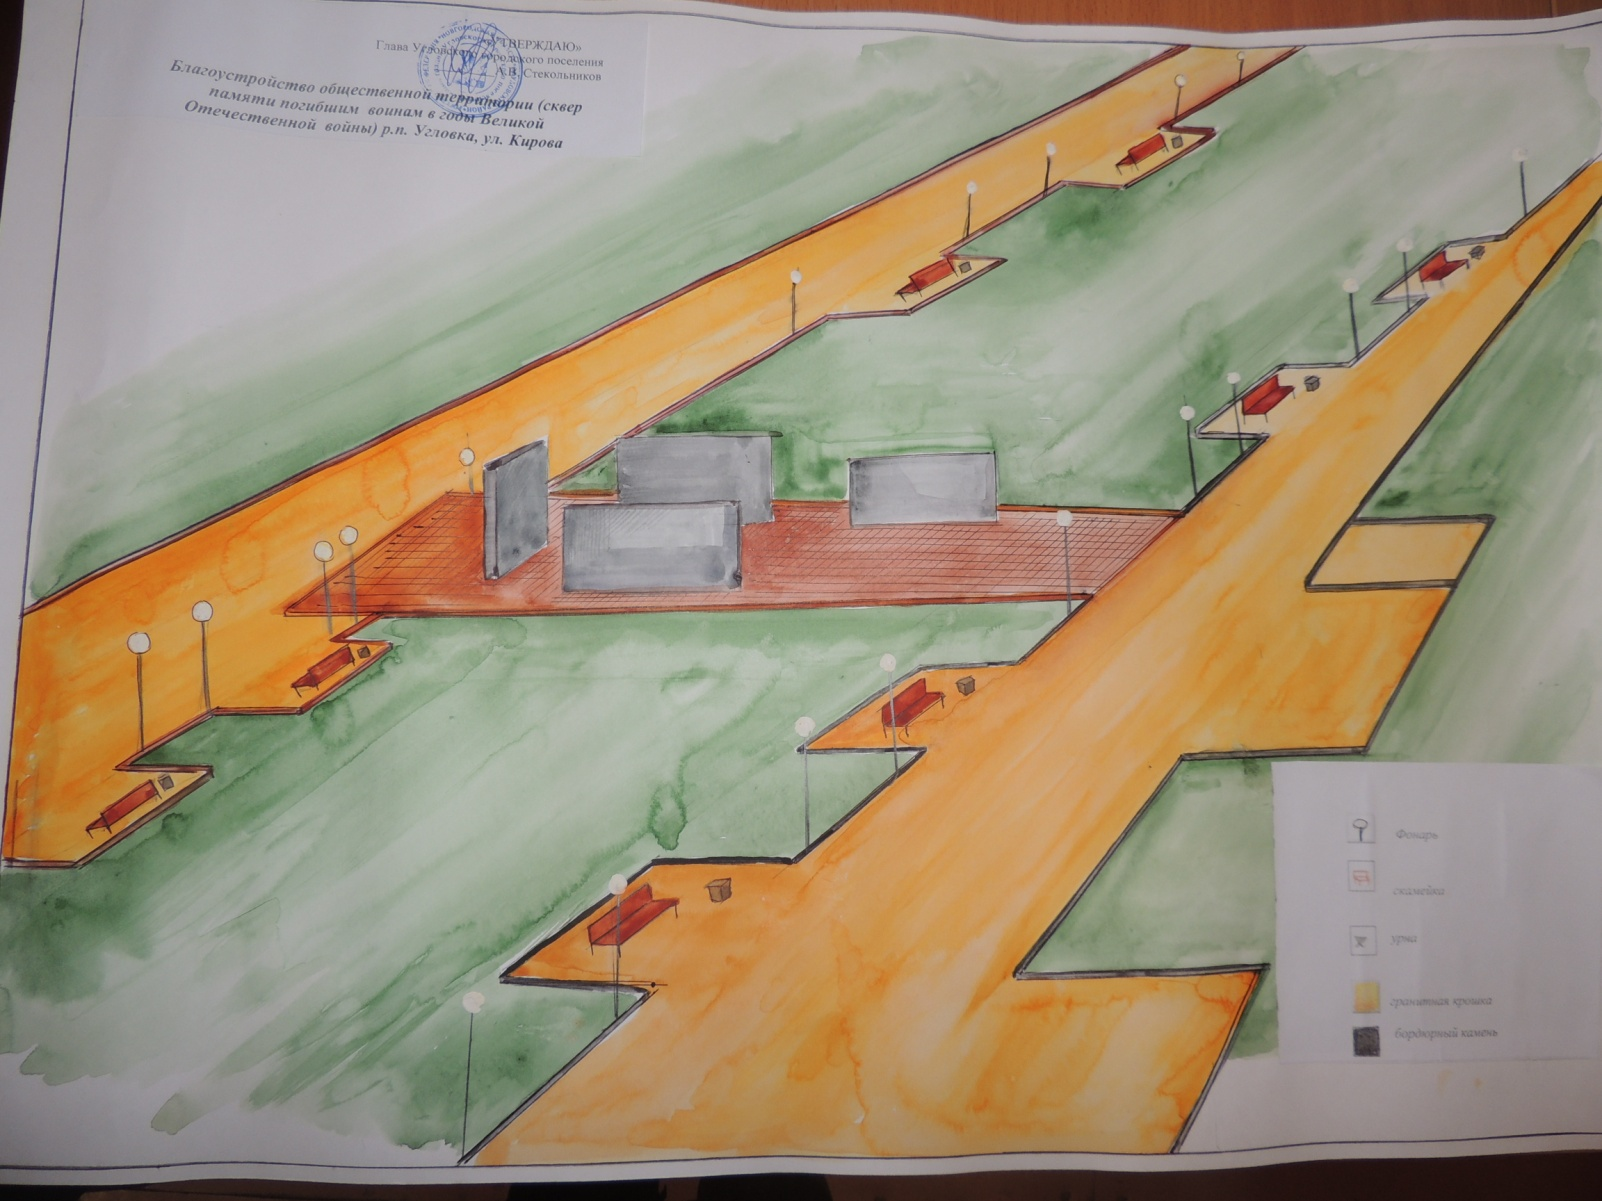 «УТВЕРЖДАЮ»
Глава Угловского городского поселения
А.В. Стекольников
Благоустройство общественной территории (сквер
памяти погибшим воинам в годы Великой
Отечественной войны) р.п. Угловка, ул. Кирова
Фонарь
скамейка
урна
гранитная крошка
бордюрный камень